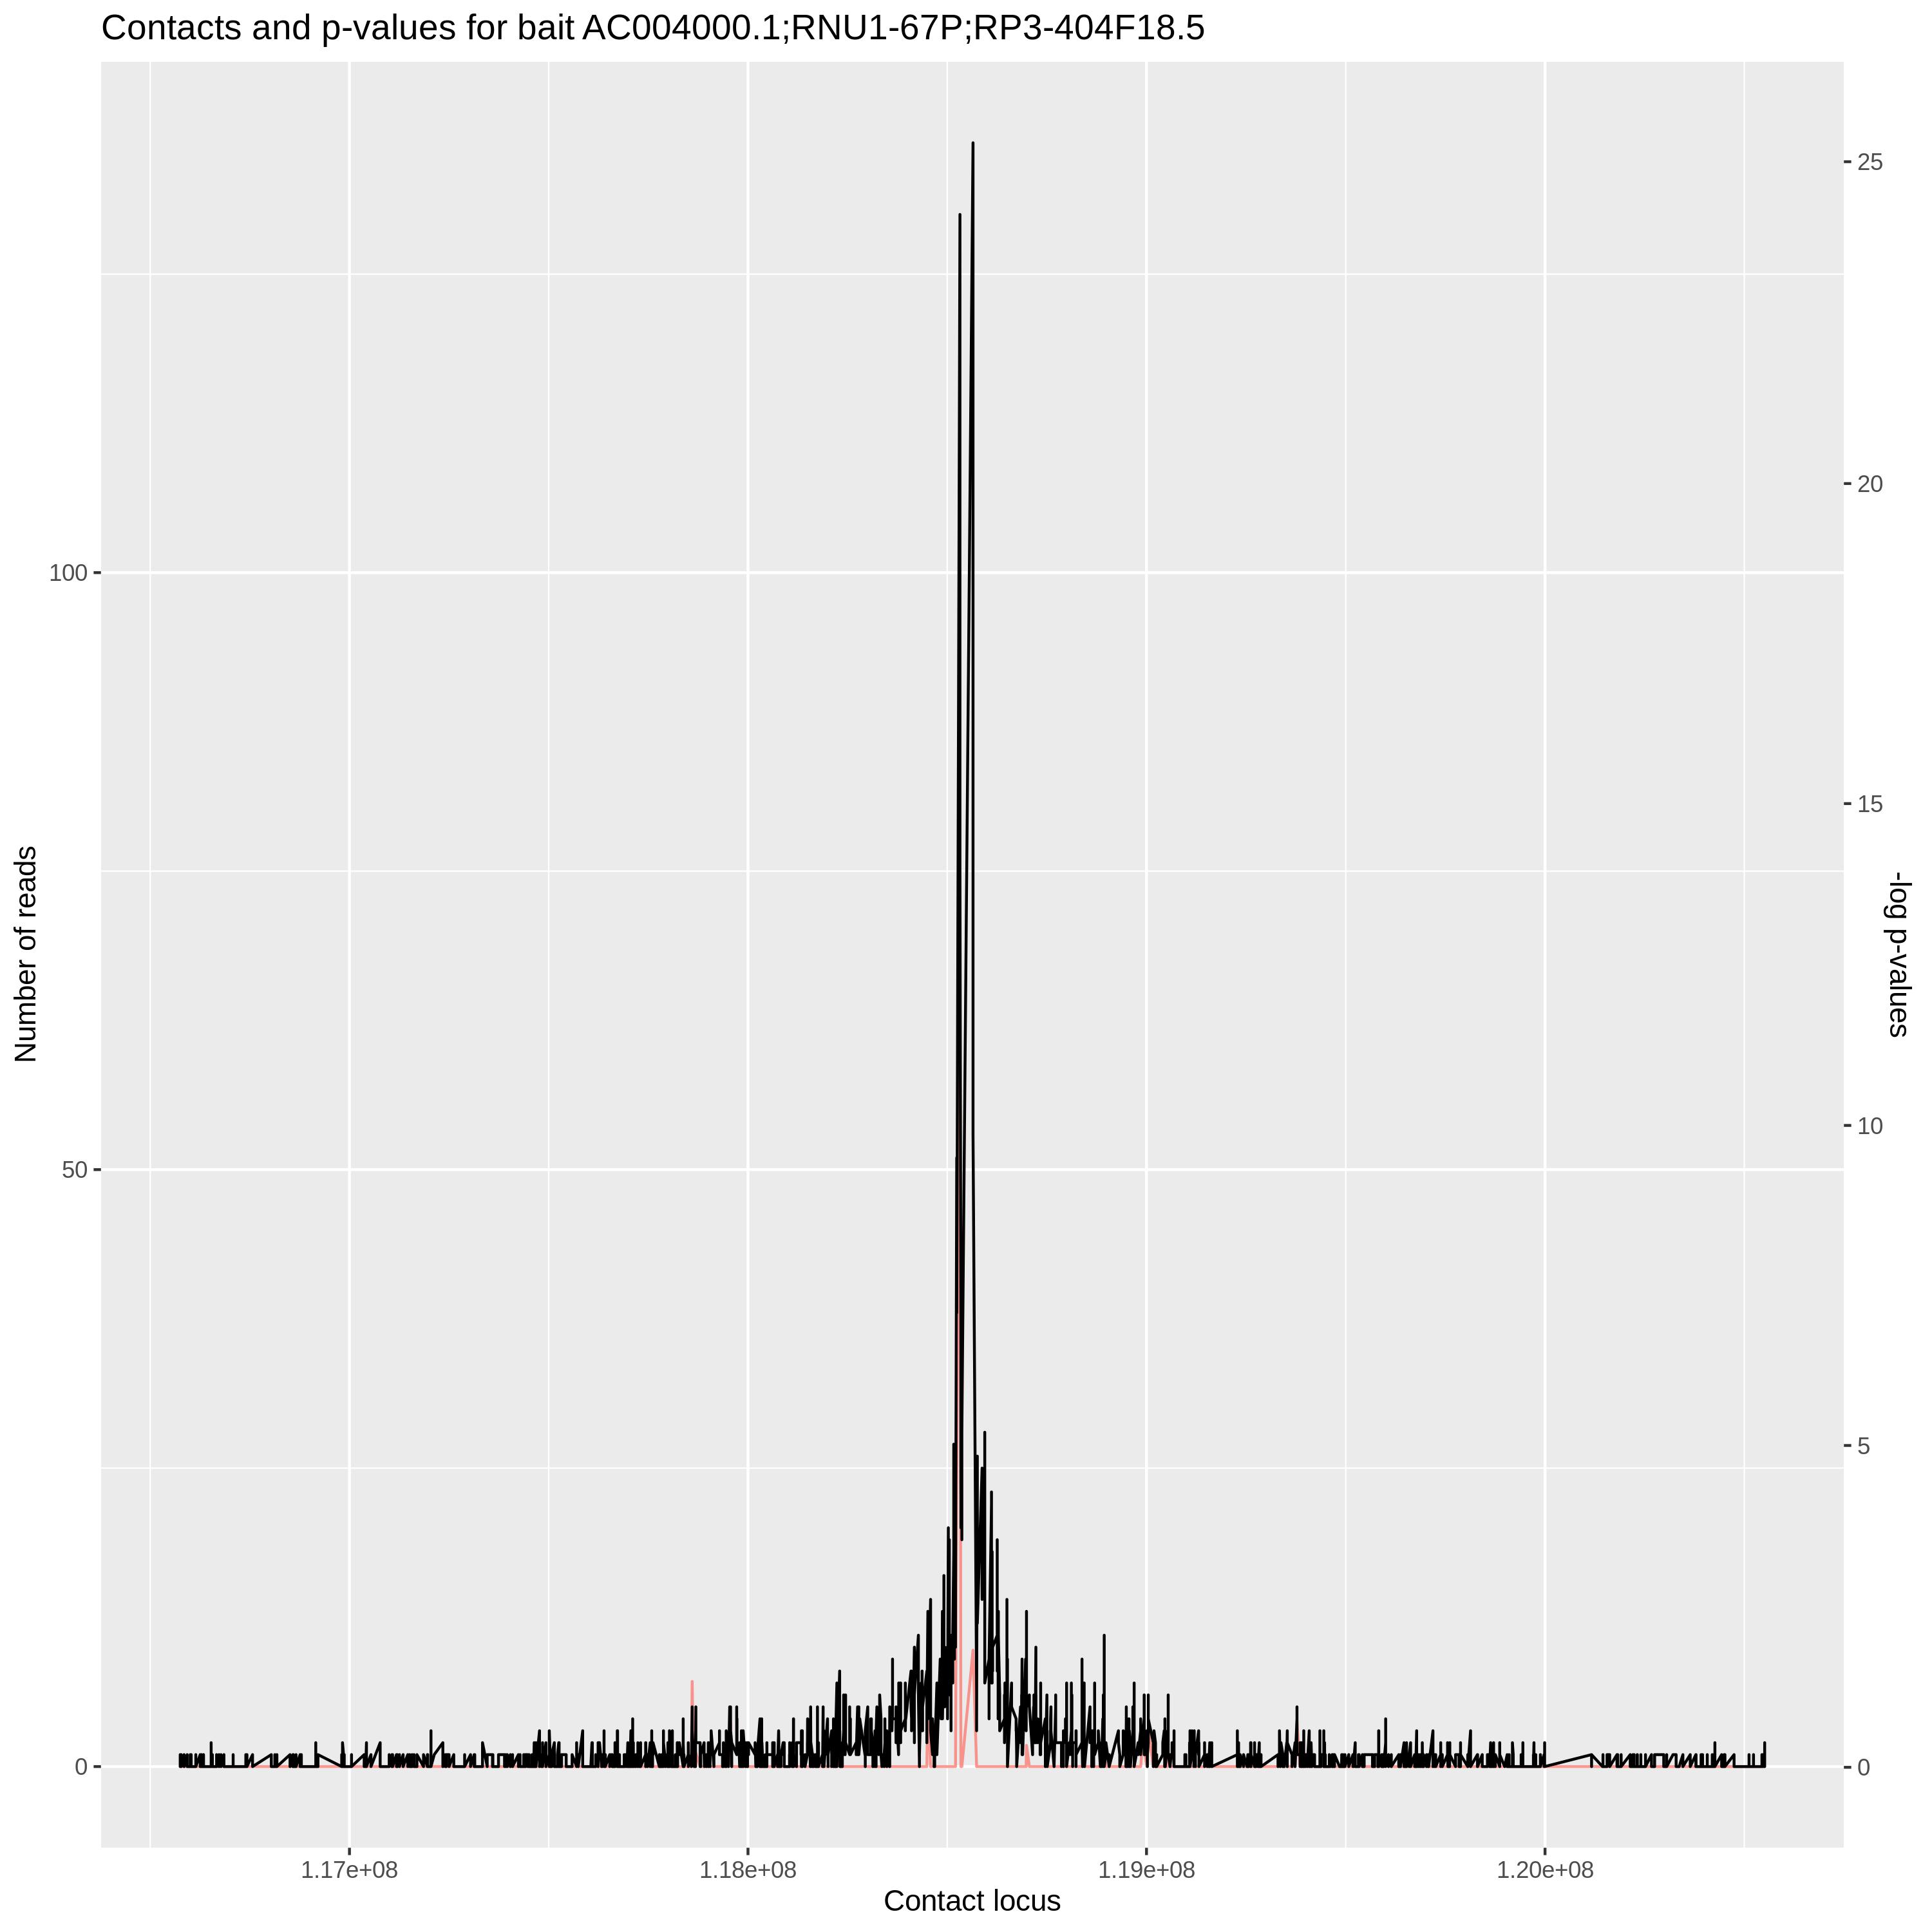 Contacts and p-values for bait AC004000.1;RNU1-67P;RP3-404F18.5
25
20
100
15
Number of reads
-log p-values
10
50
5
0
0
1.17e+08
1.18e+08
1.19e+08
1.20e+08
Contact locus